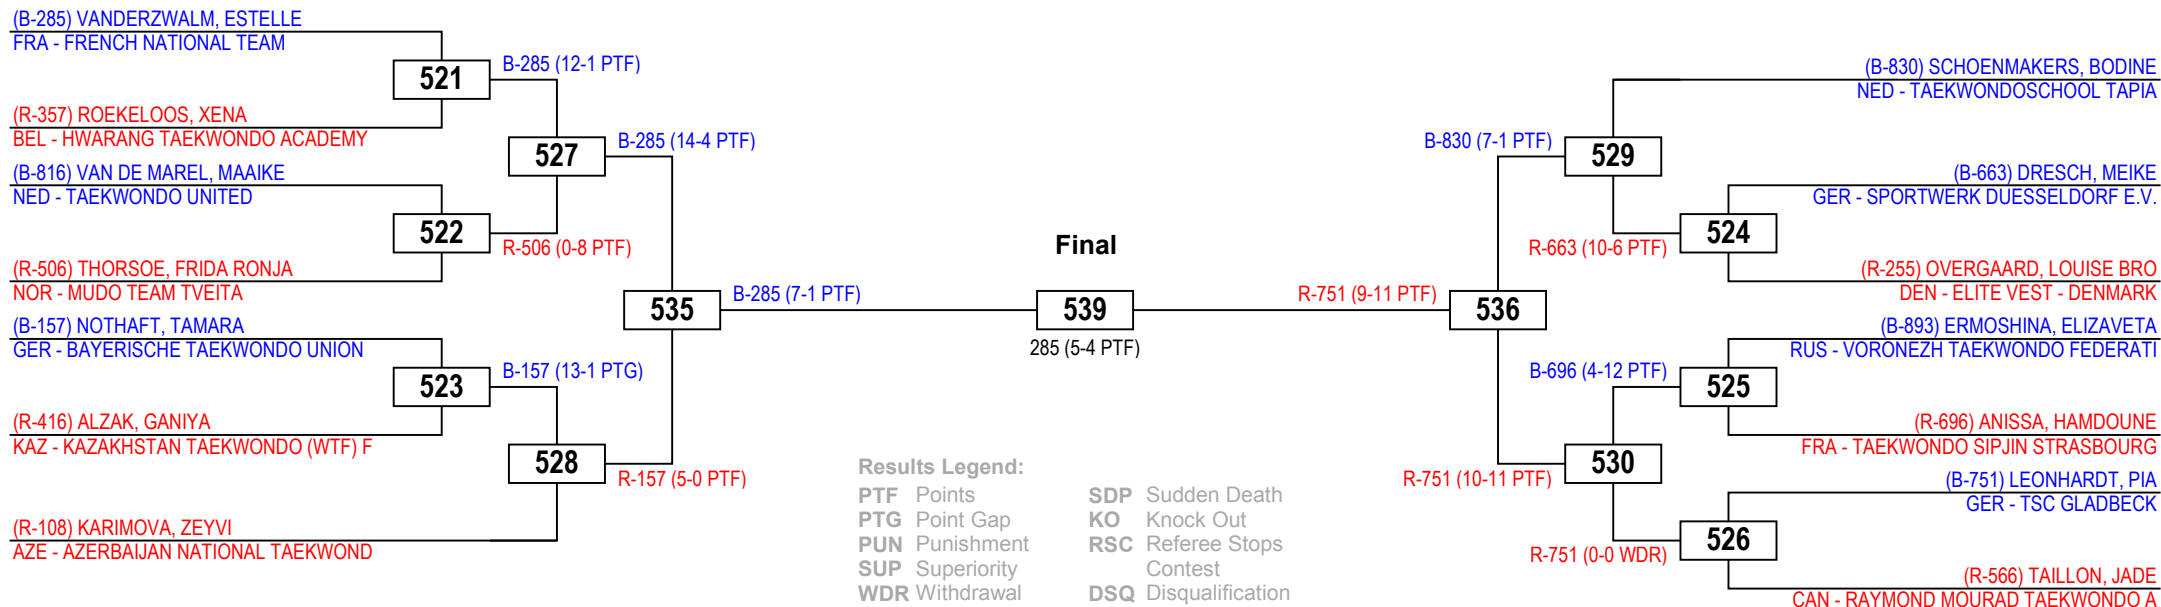 (B-285) VANDERZWALM, ESTELLE
FRA - FRENCH NATIONAL TEAM
521
B-285 (12-1 PTF)
(R-357) ROEKELOOS, XENA
BEL - HWARANG TAEKWONDO ACADEMY
527
B-285 (14-4 PTF)
(B-816) VAN DE MAREL, MAAIKE
NED - TAEKWONDO UNITED
522
R-506 (0-8 PTF)
(R-506) THORSOE, FRIDA RONJA
NOR - MUDO TEAM TVEITA
535
B-285 (7-1 PTF)
(B-157) NOTHAFT, TAMARA
GER - BAYERISCHE TAEKWONDO UNION
523
B-157 (13-1 PTG)
(R-416) ALZAK, GANIYA
KAZ - KAZAKHSTAN TAEKWONDO (WTF) F
528
R-157 (5-0 PTF)
(R-108) KARIMOVA, ZEYVI
AZE - AZERBAIJAN NATIONAL TAEKWOND
Final
539
285 (5-4 PTF)
(B-830) SCHOENMAKERS, BODINE
NED - TAEKWONDOSCHOOL TAPIA
B-830 (7-1 PTF)
529
(B-663) DRESCH, MEIKE
GER - SPORTWERK DUESSELDORF E.V.
R-663 (10-6 PTF)
524
(R-255) OVERGAARD, LOUISE BRO
DEN - ELITE VEST - DENMARK
R-751 (9-11 PTF)
536
(B-893) ERMOSHINA, ELIZAVETA
RUS - VORONEZH TAEKWONDO FEDERATI
B-696 (4-12 PTF)
525
(R-696) ANISSA, HAMDOUNE
FRA - TAEKWONDO SIPJIN STRASBOURG
R-751 (10-11 PTF)
530
(B-751) LEONHARDT, PIA
GER - TSC GLADBECK
R-751 (0-0 WDR)
526
(R-566) TAILLON, JADE
CAN - RAYMOND MOURAD TAEKWONDO A
Results Legend:
PTF Points
PTG Point Gap
PUN Punishment
SUP Superiority
WDR Withdrawal
SDP Sudden Death
KO Knock Out
RSC Referee Stops
Contest
DSQ Disqualification